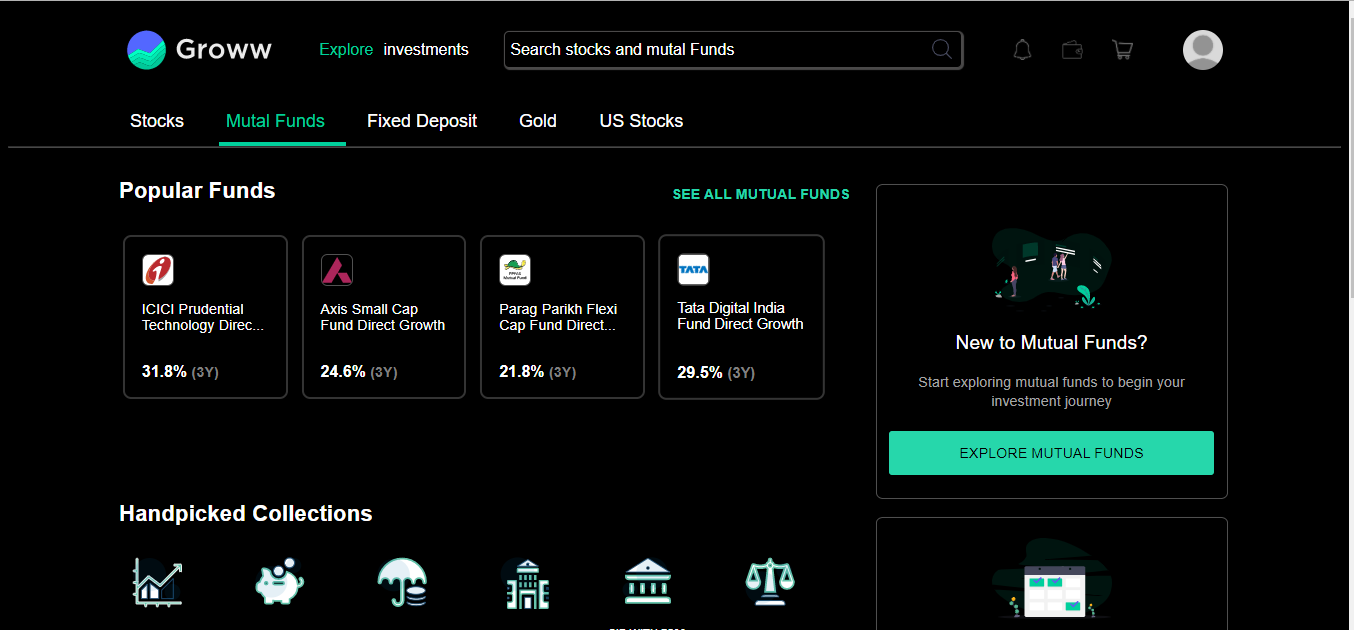 Groww
Explore investments
Search stocks and mutal Funds
Stocks
Mutal Funds
Fixed Deposit
Gold
US Stocks
Popular Funds
SEE ALL MUTUAL FUNDS
ICICI Prudential
Technology Direc...
31.8% (3Y)
Axis Small Cap
Fund Direct Growth
24.6% (3Y)
PPFAS
Mutual Fund
Parag Parikh Flexi
Cap Fund Direct...
21.8% (3Y)
TATA
Tata Digital India
Fund Direct Growth
29.5% (3Y)
New to Mutual Funds?
Start exploring mutual funds to begin your
investment journey
EXPLORE MUTUAL FUNDS
Handpicked Collections